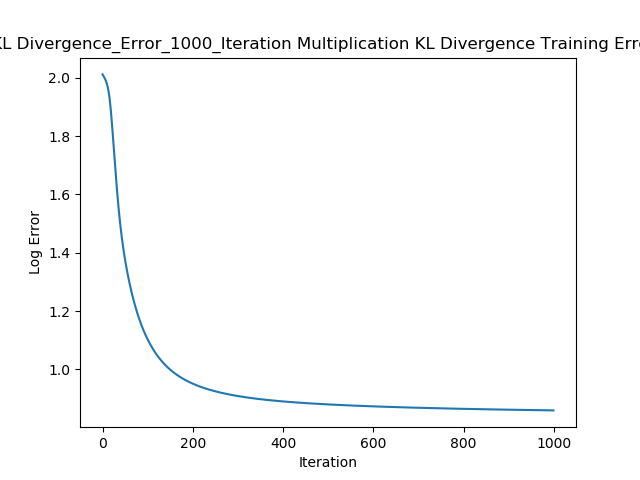 KL Divergence_Error_1000_Iteration Multiplication KL Divergence Training Erro
2.0
1.8
1.6
1.4
1.2
1.0
Log Error
0 200 400 600 800 1000
Iteration